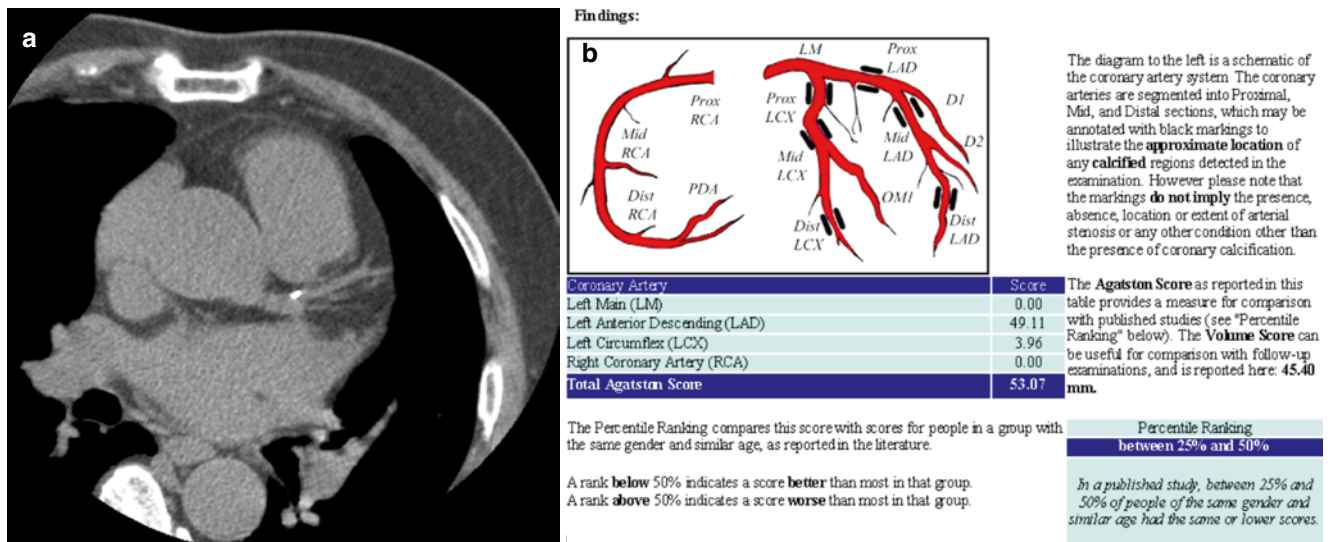 a
Findings:
b
LM
Prox
LAD
Prox
RCA
Prox
LCX
D1
Mid
RCA
Mid
LAD
D2
Mid
LCX
Dist
RCA
PDA
OM1
Dist
LCX
Dist
LAD
The diagram to the left is a schematic of
the coronary artery system. The coronary
arteries are segmented into Proximal,
Mid, and Distal sections, which may be
annotated with black markings to
illustrate the approximate location of
any calcified regions detected in the
examination. However please note that
the markings do not imply the presence,
absence, location or extent of arterial
stenosis or any other condition other than
the presence of coronary calcification.
Coronary Artery Score
Left Main (LM) 0.00
Left Anterior Descending (LAD) 49.11
Left Circumflex (LCX) 3.96
Right Coronary Artery (RCA) 0.00
Total Agatston Score 53.07
The Agatston Score as reported in this
table provides a measure for comparison
with published studies (see "Percentile
Ranking" below). The Volume Score can
be useful for comparison with follow-up
examinations, and is reported here: 45.40
mm.
The Percentile Ranking compares this score with scores for people in a group with
the same gender and similar age, as reported in the literature.
A rank below 50% indicates a score better than most in that group.
A rank above 50% indicates a score worse than most in that group.
Percentile Ranking
between 25% and 50%
In a published study, between 25% and
50% of people of the same gender and
similar age had the same or lower scores.